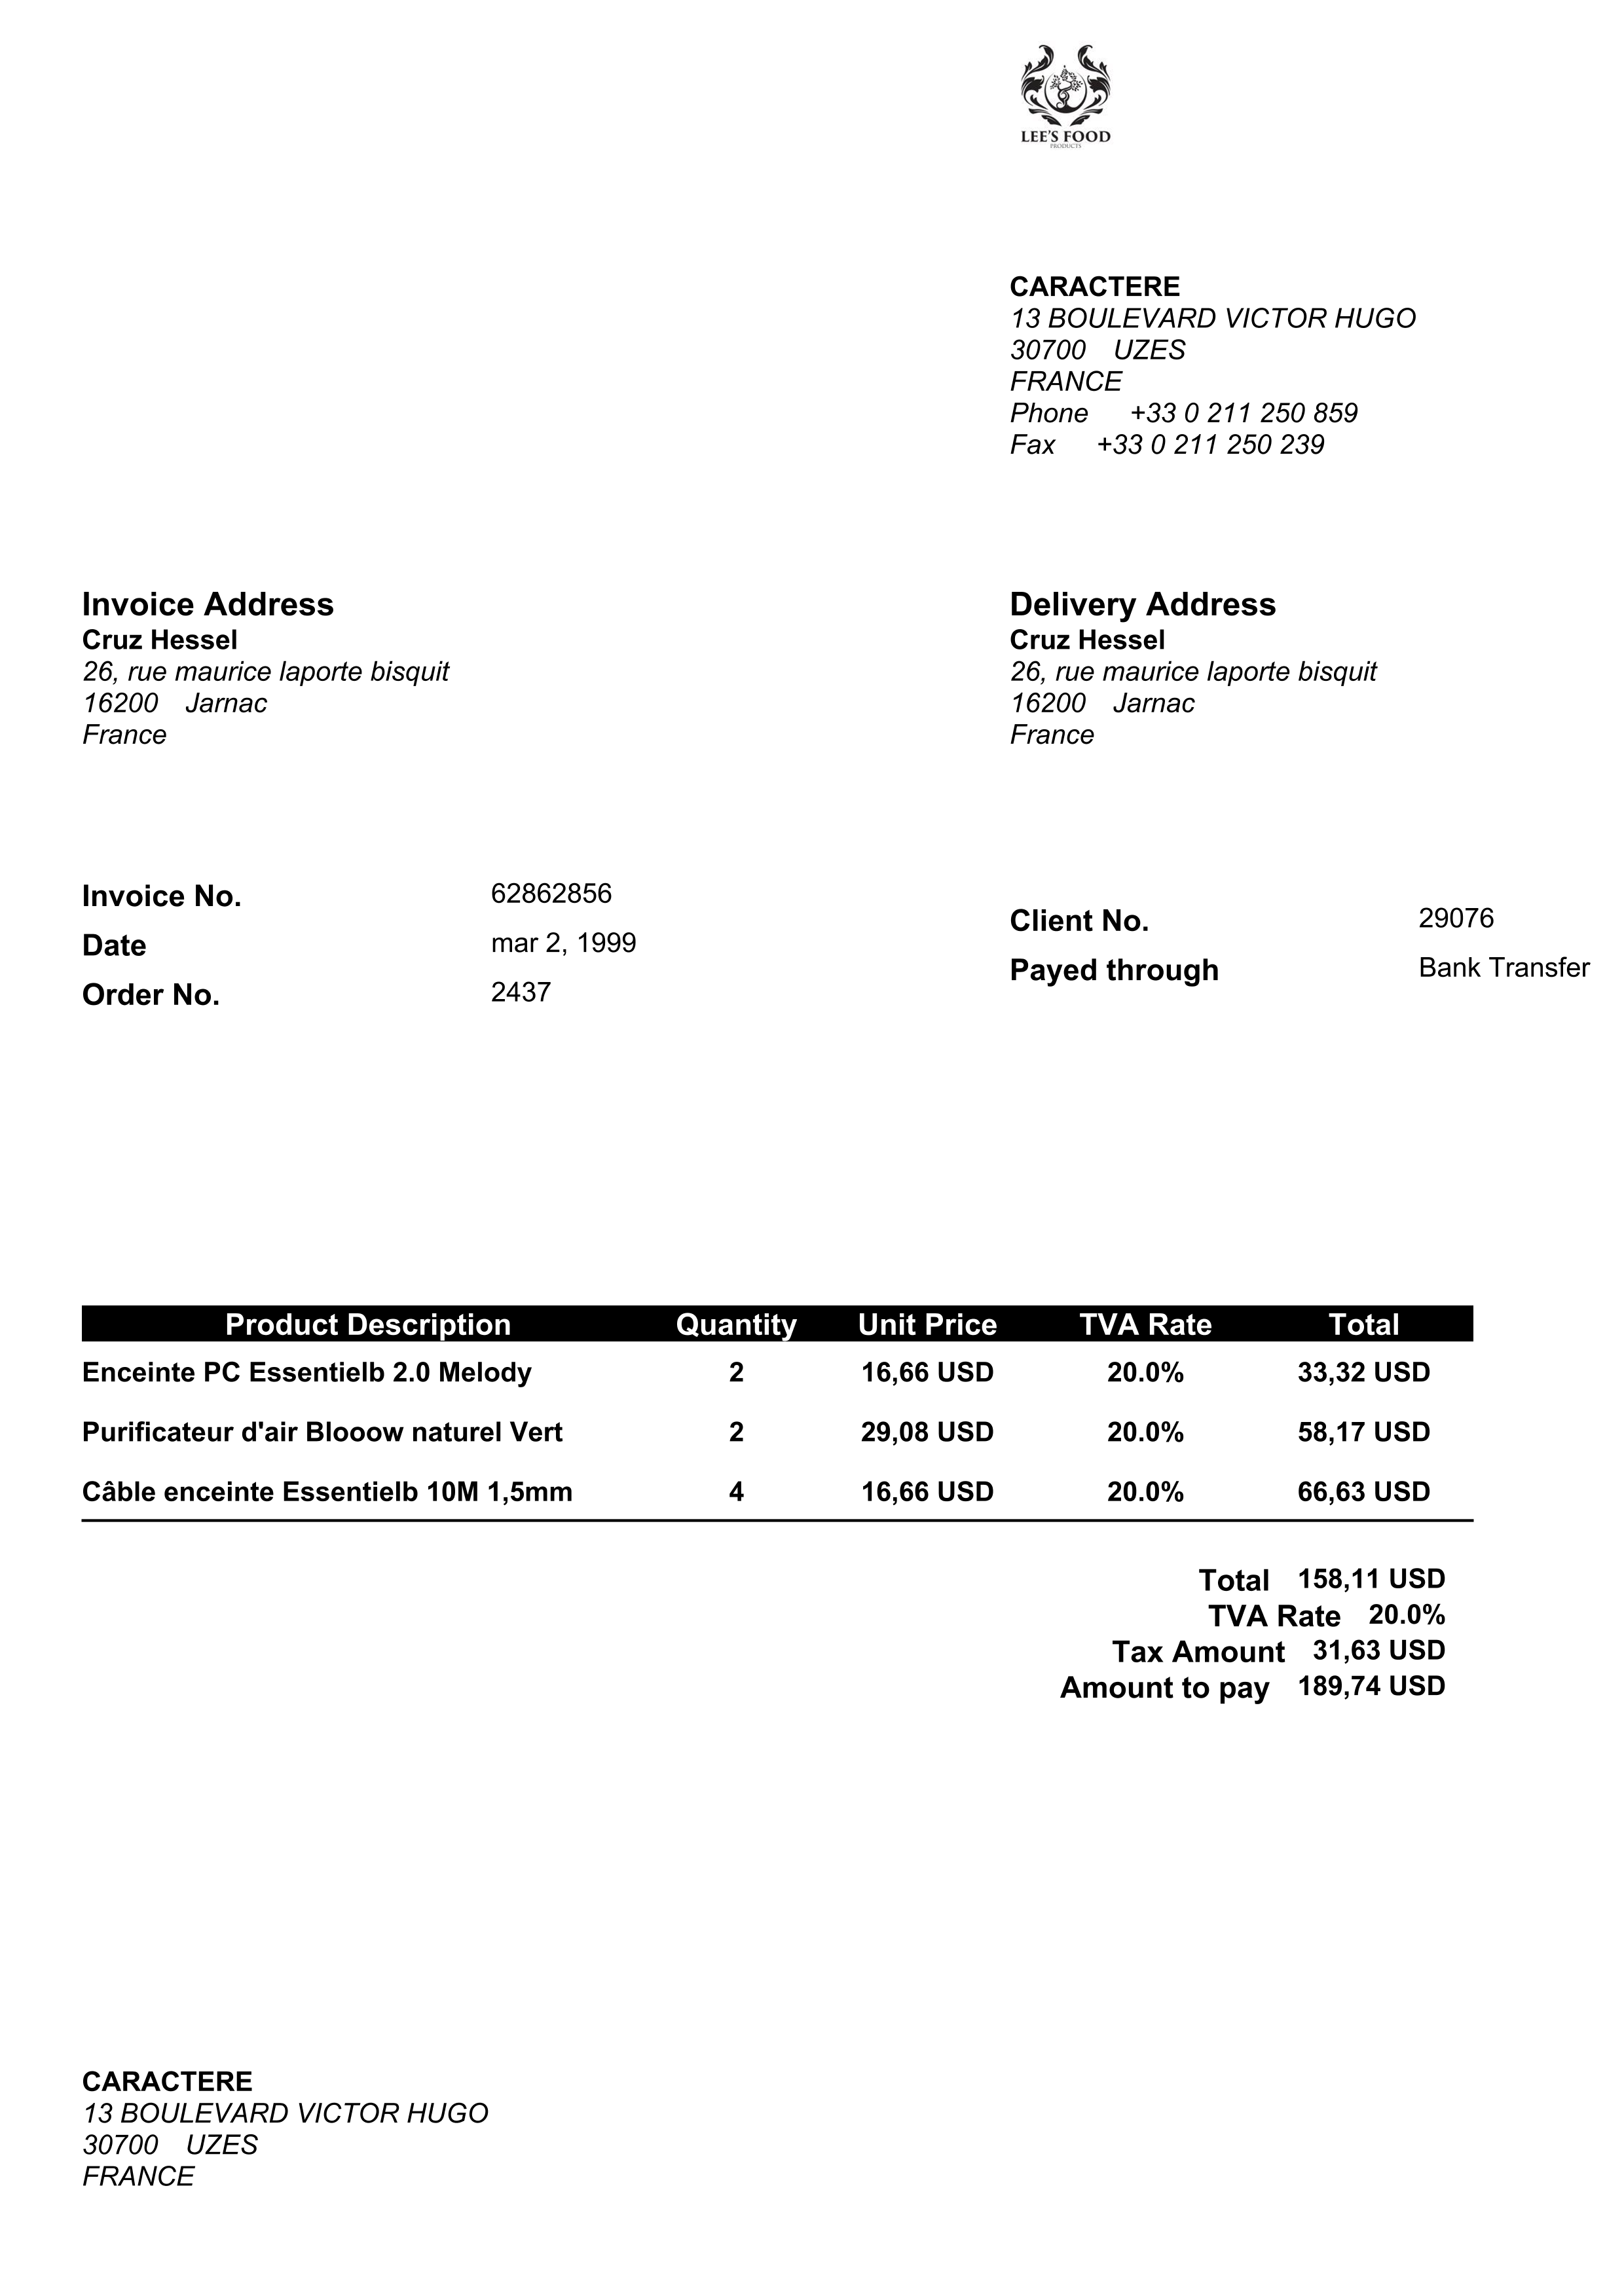 LEE'S FOOD
PRODUCTS
CARACTERE
13 BOULEVARD VICTOR HUGO
30700 UZES
FRANCE
Phone +33 0 211 250 859
Fax +33 0 211 250 239
Invoice Address
Cruz Hessel
26, rue maurice laporte bisquit
16200 Jarnac
France
Delivery Address
Cruz Hessel
26, rue maurice laporte bisquit
16200 Jarnac
France
Invoice No. 62862856
Date mar 2, 1999
Order No. 2437
Client No. 29076
Payed through Bank Transfer
Product Description Quantity Unit Price TVA Rate Total
Enceinte PC Essentielb 2.0 Melody 2 16,66 USD 20.0% 33,32 USD
Purificateur d'air Blooow naturel Vert 2 29,08 USD 20.0% 58,17 USD
Câble enceinte Essentielb 10M 1,5mm 4 16,66 USD 20.0% 66,63 USD
Total 158,11 USD
TVA Rate 20.0%
Tax Amount 31,63 USD
Amount to pay 189,74 USD
CARACTERE
13 BOULEVARD VICTOR HUGO
30700 UZES
FRANCE